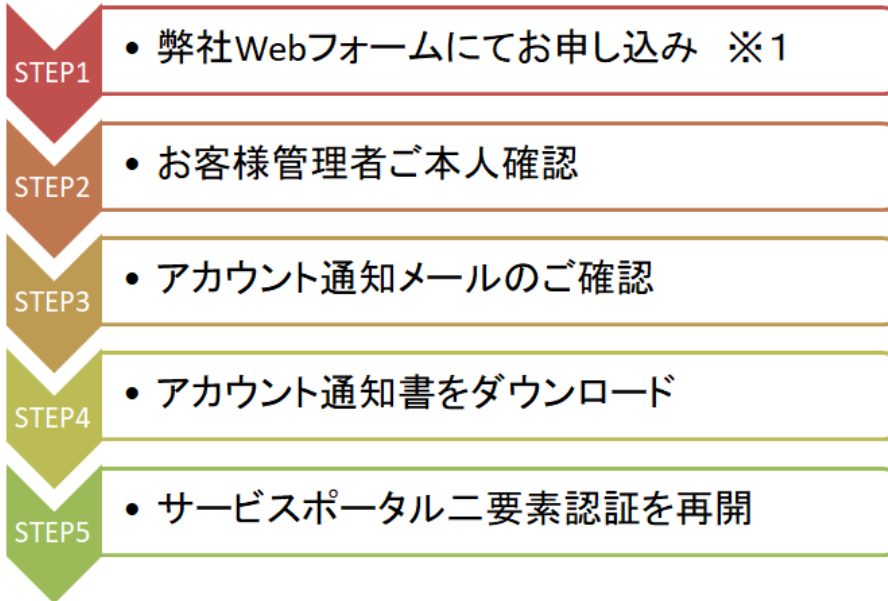 STEP1
• 弊社Webフォームにてお申し込み　※１
STEP2
• お客様管理者ご本人確認
STEP3
• アカウント通知メールのご確認
STEP4
• アカウント通知書をダウンロード
STEP5
• サービスポータル二要素認証を再開